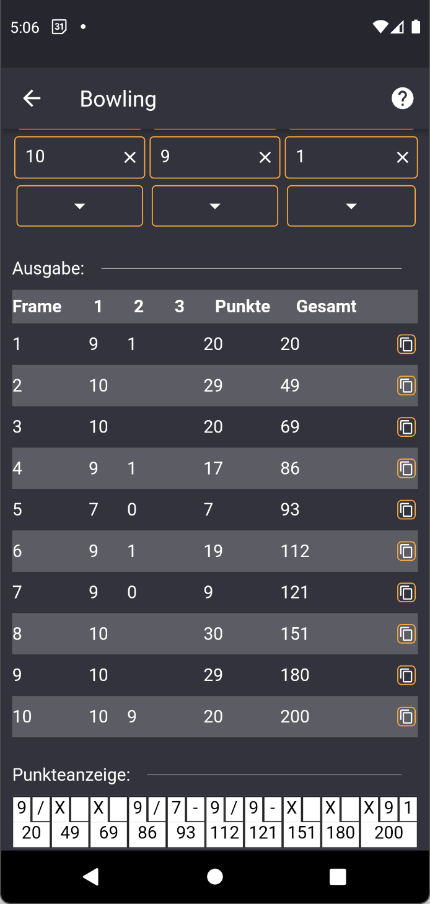 5:06 31
Bowling
10 9 1
Ausgabe:
Frame 1 2 3 Punkte Gesamt
1 9 1 20 20
2 10 29 49
3 10 20 69
4 9 1 17 86
5 7 0 7 93
6 9 1 19 112
7 9 0 9 121
8 10 30 151
9 10 29 180
10 10 9 20 200
Punkteanzeige:
9 / X X 9 / 7 - 9 / 9 - X X X 9 1
20 49 69 86 93 112 121 151 180 200